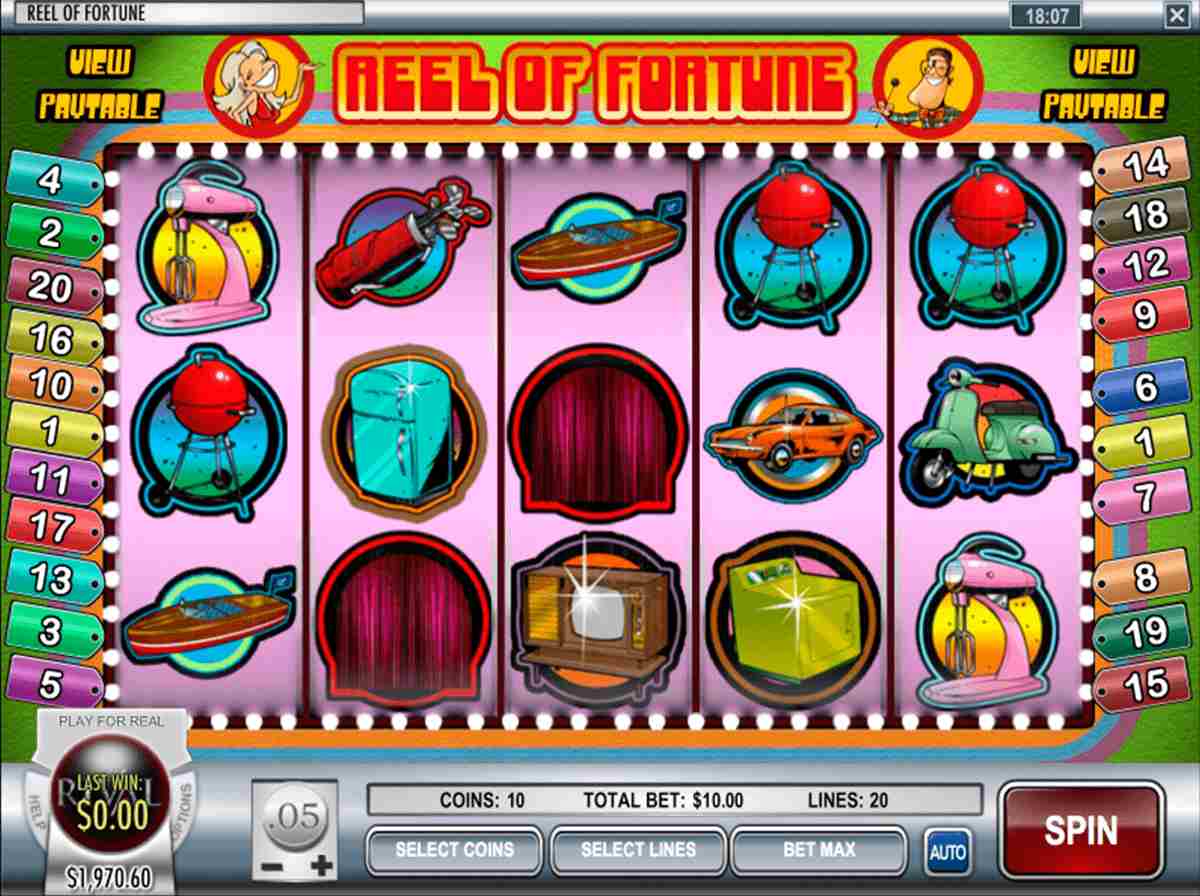 REEL OF FORTUNE
18:07
VIEW PAYTABLE
REEL OF FORTUNE
VIEW PAYTABLE
4
2
20
16
10
1
11
17
13
3
5
14
18
12
9
6
1
7
8
19
15
PLAY FOR REAL
RIVAL
LAST WIN:
$0.00
HELP
OPTIONS
$1,970.60
.05
COINS: 10 TOTAL BET: $10.00 LINES: 20
SELECT COINS SELECT LINES BET MAX AUTO
SPIN